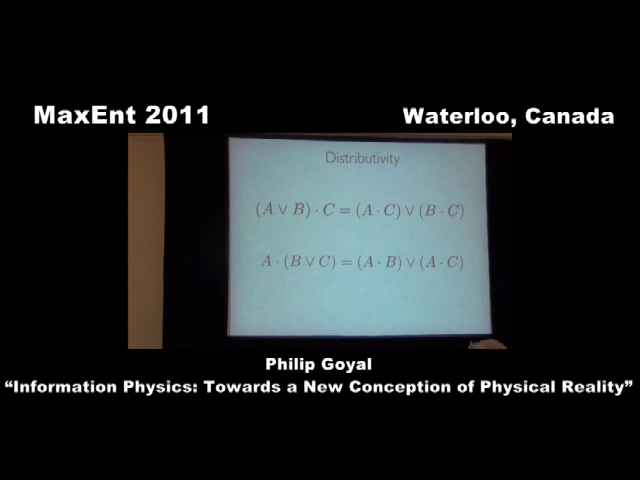 MaxEnt 2011
Waterloo, Canada
Distributivity
(A ∨ B) · C = (A · C) ∨ (B · C)
A · (B ∨ C) = (A · B) ∨ (A · C)
Philip Goyal
“Information Physics: Towards a New Conception of Physical Reality”